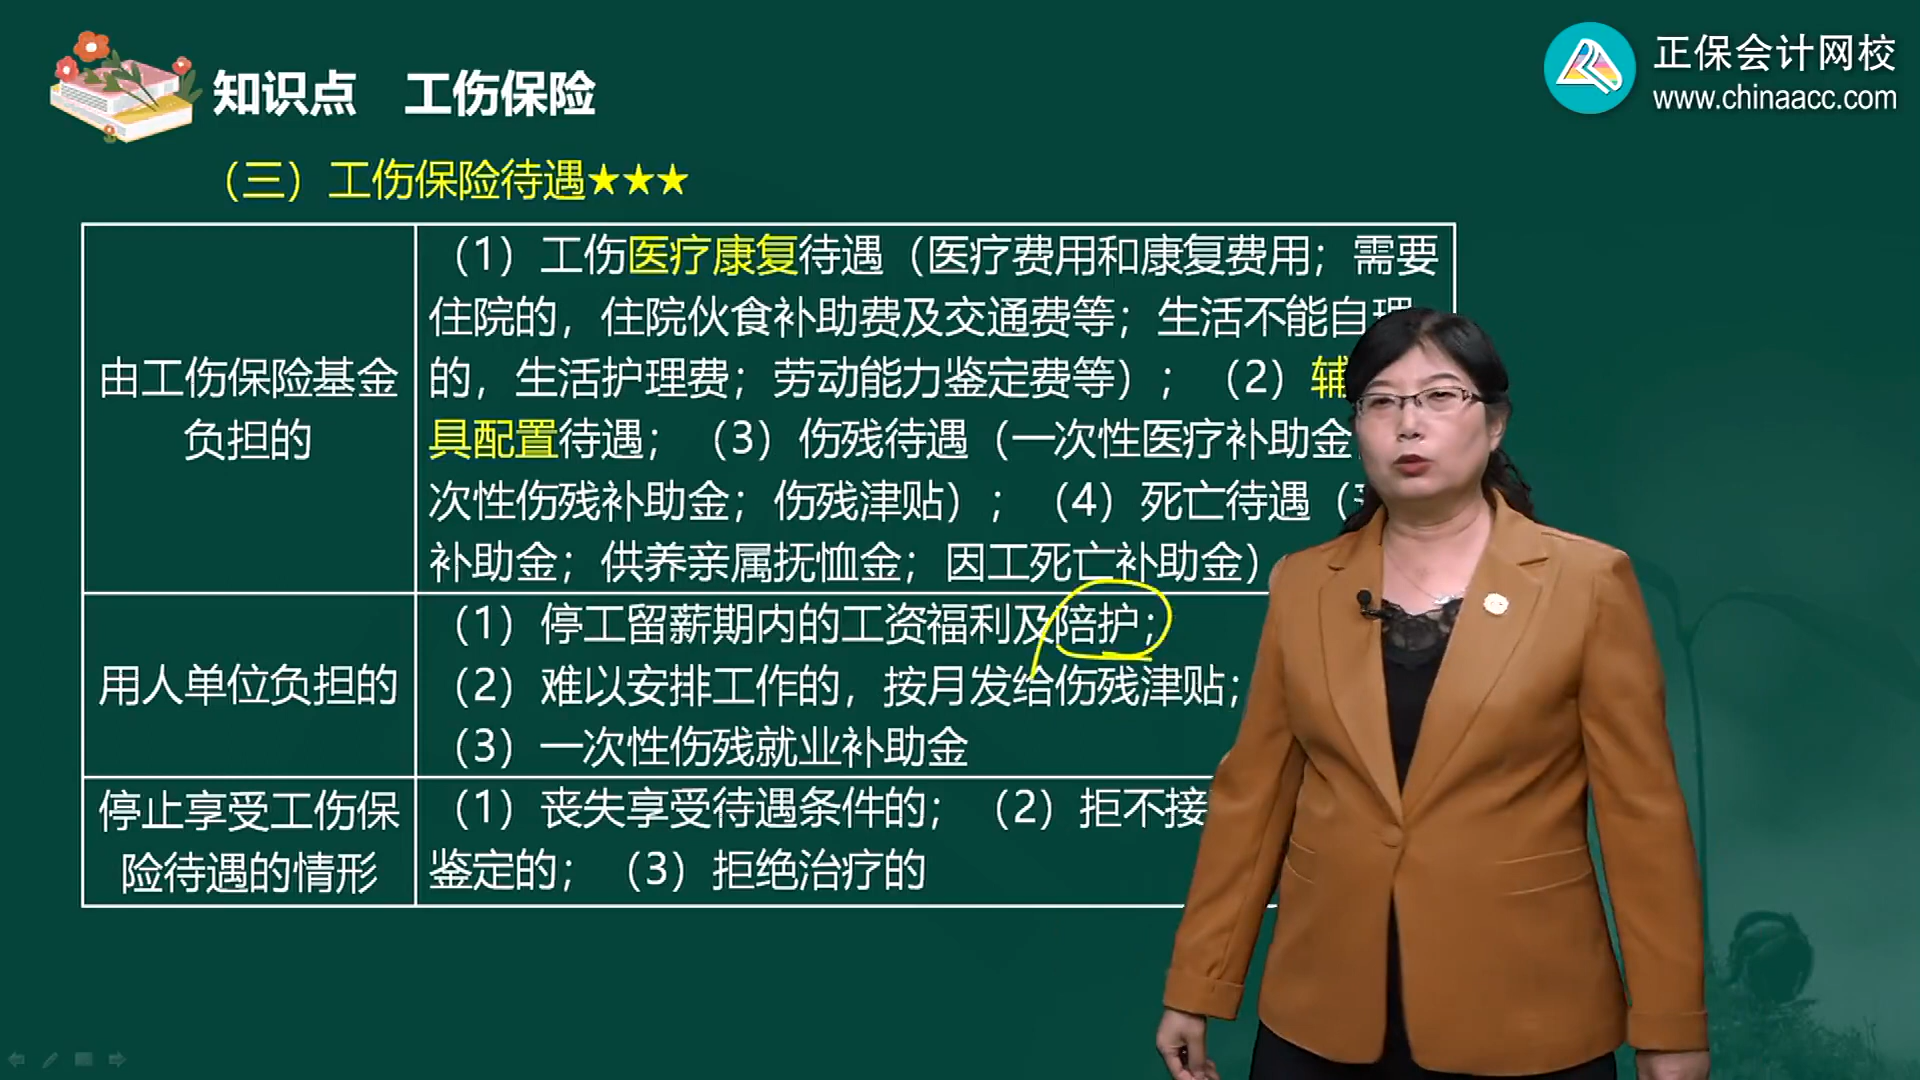 知识点 工伤保险
正保会计网校
www.chinaacc.com
（三）工伤保险待遇★★★
由工伤保险基金
负担的
（1）工伤医疗康复待遇（医疗费用和康复费用；需要
住院的，住院伙食补助费及交通费等；生活不能自理
的，生活护理费；劳动能力鉴定费等）；（2）辅
具配置待遇；（3）伤残待遇（一次性医疗补助金
次性伤残补助金；伤残津贴）；（4）死亡待遇（
补助金；供养亲属抚恤金；因工死亡补助金）
用人单位负担的
（1）停工留薪期内的工资福利及陪护；
（2）难以安排工作的，按月发给伤残津贴；
（3）一次性伤残就业补助金
停止享受工伤保
险待遇的情形
（1）丧失享受待遇条件的；（2）拒不接
鉴定的；（3）拒绝治疗的